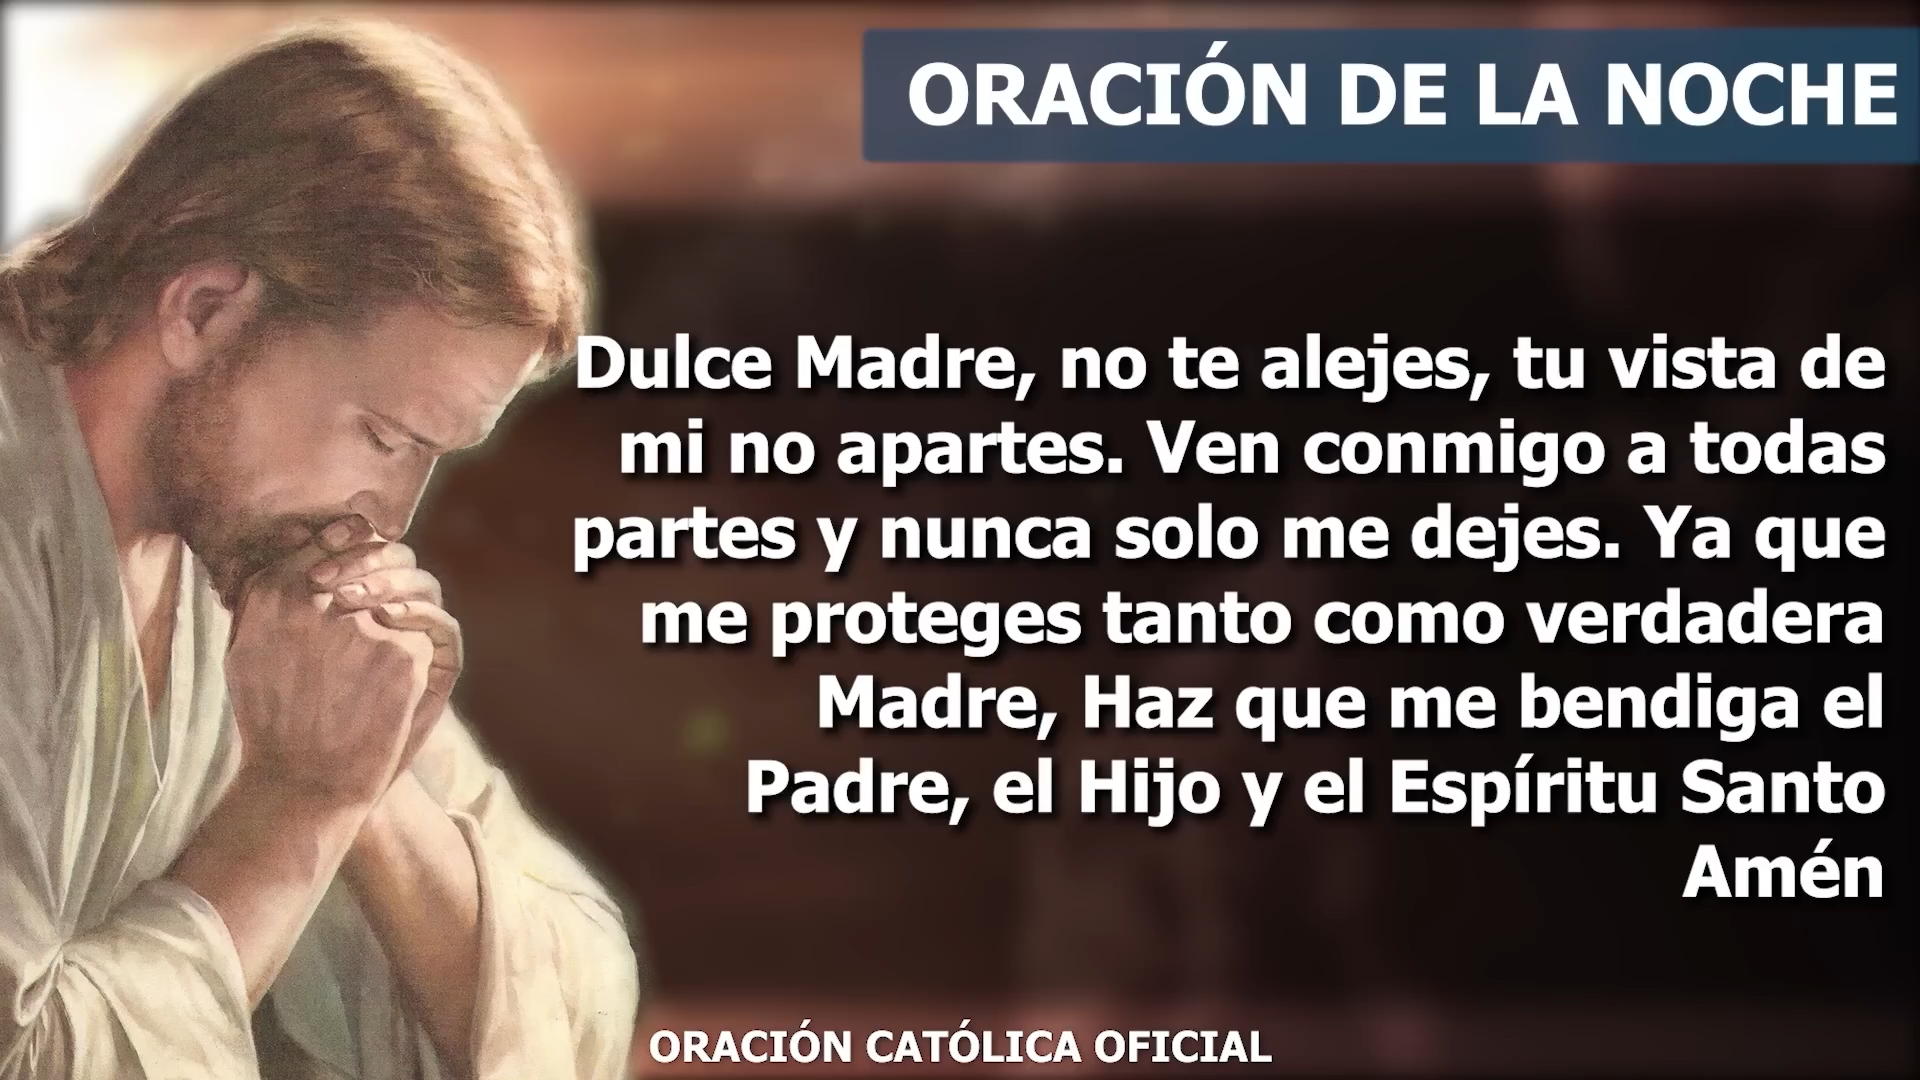 ORACIÓN DE LA NOCHE
Dulce Madre, no te alejes, tu vista de
mi no apartes. Ven conmigo a todas
partes y nunca solo me dejes. Ya que
me proteges tanto como verdadera
Madre, Haz que me bendiga el
Padre, el Hijo y el Espíritu Santo
Amén
ORACIÓN CATÓLICA OFICIAL